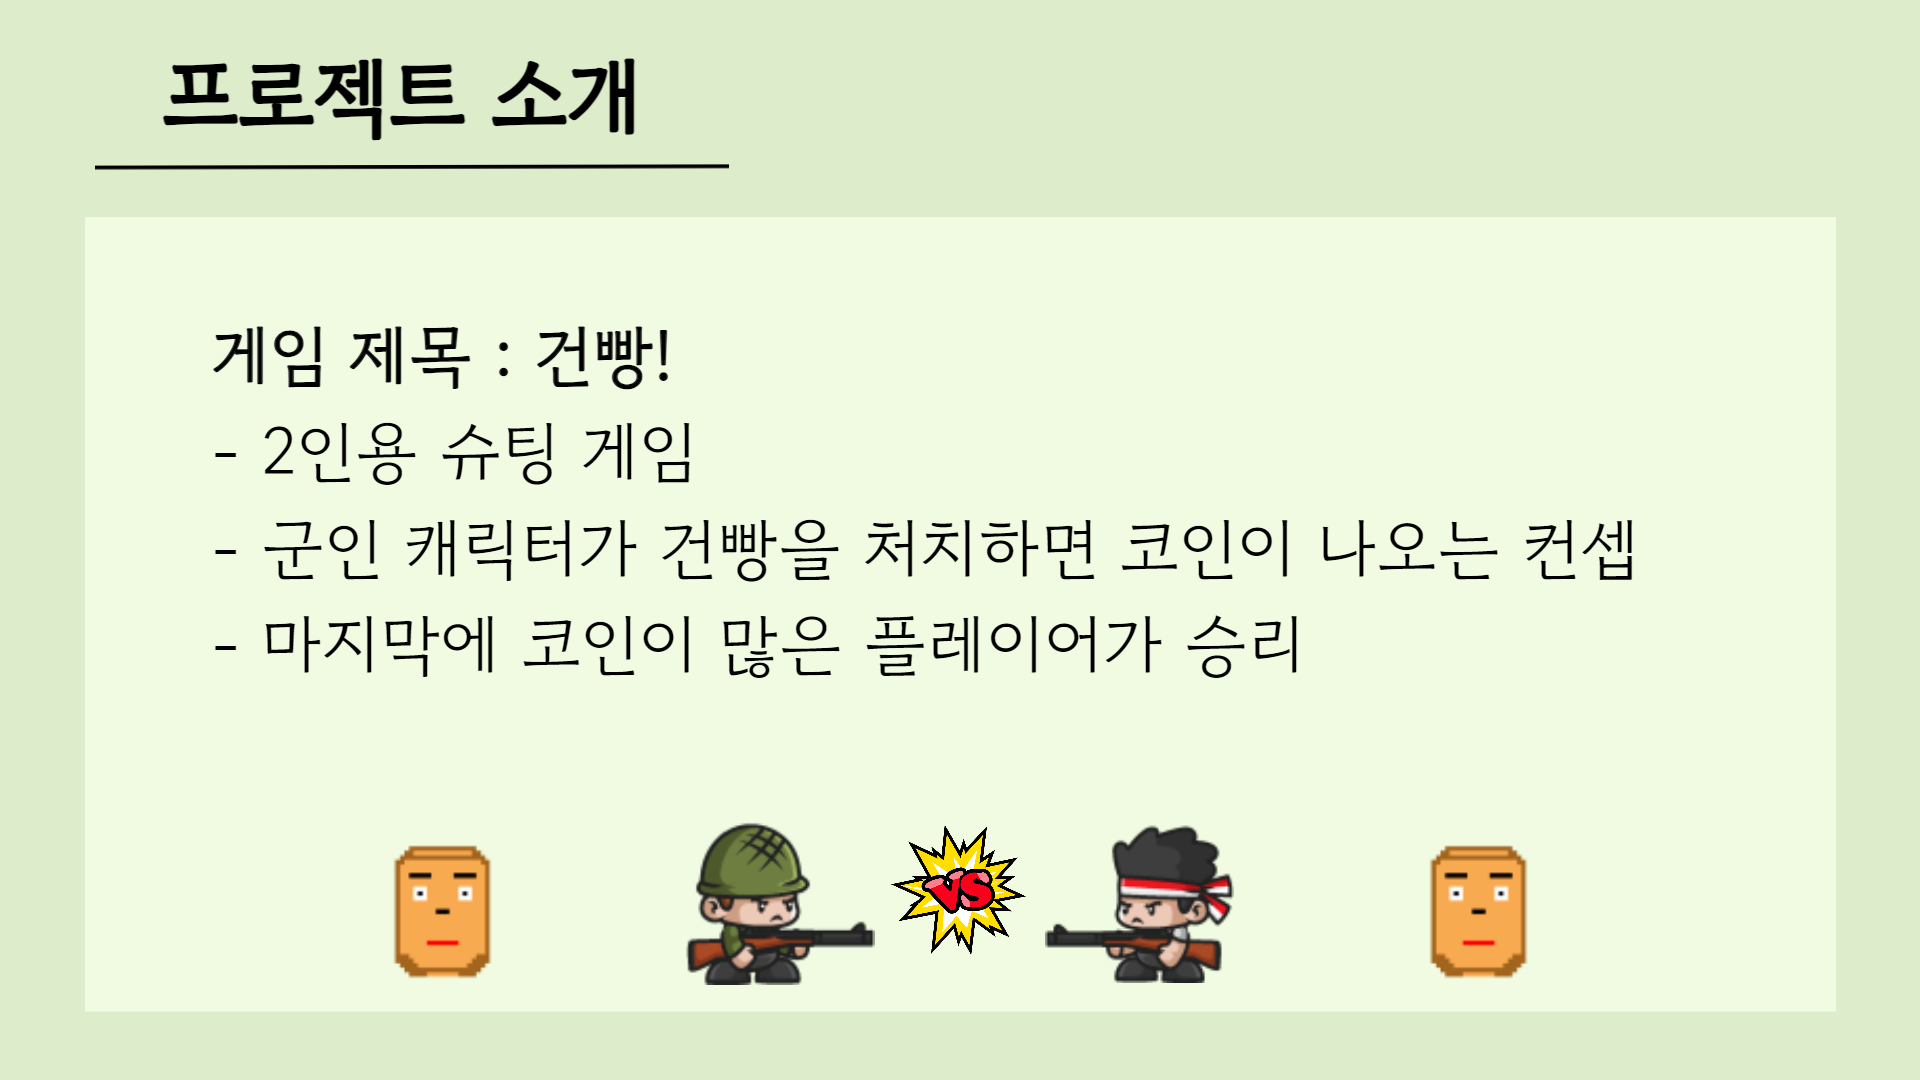 프로젝트 소개
게임 제목 : 건빵!
- 2인용 슈팅 게임
- 군인 캐릭터가 건빵을 처치하면 코인이 나오는 컨셉
- 마지막에 코인이 많은 플레이어가 승리
VS